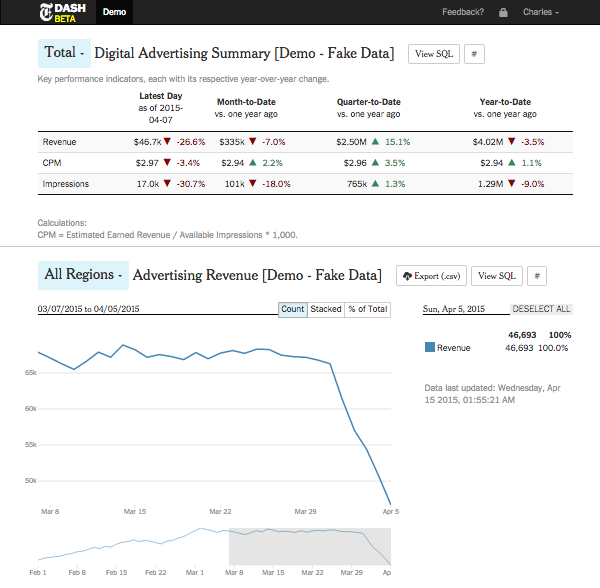 DASH Demo Feedback? Charles
BETA
Total Digital Advertising Summary [Demo - Fake Data] View SQL #
Key performance indicators, each with its respective year-over-year change.
Latest Day Month-to-Date Quarter-to-Date Year-to-Date
as of 2015- vs. one year ago vs. one year ago vs. one year ago
04-07
Revenue $46.7k ▼ -26.6% $335k ▼ -7.0% $2.50M ▲ 15.1% $4.02M ▼ -3.5%
CPM $2.97 ▼ -3.4% $2.94 ▲ 2.2% $2.96 ▲ 3.5% $2.94 ▲ 1.1%
Impressions 17.0k ▼ -30.7% 101k ▼ -18.0% 765k ▲ 1.3% 1.29M ▼ -9.0%
Calculations:
CPM = Estimated Earned Revenue / Available Impressions * 1,000.
All Regions Advertising Revenue [Demo - Fake Data] Export (.csv) View SQL #
03/07/2015 to 04/05/2015 Count Stacked % of Total Sun, Apr 5, 2015 DESELECT ALL
46,693 100%
Revenue 46,693 100.0%
65k
Data last updated: Wednesday, Apr
15 2015, 01:55:21 AM
60k
55k
50k
Mar 8 Mar 15 Mar 22 Mar 29 Apr 5
Feb 1 Feb 8 Feb 15 Feb 22 Mar 1 Mar 8 Mar 15 Mar 22 Mar 29 Ap